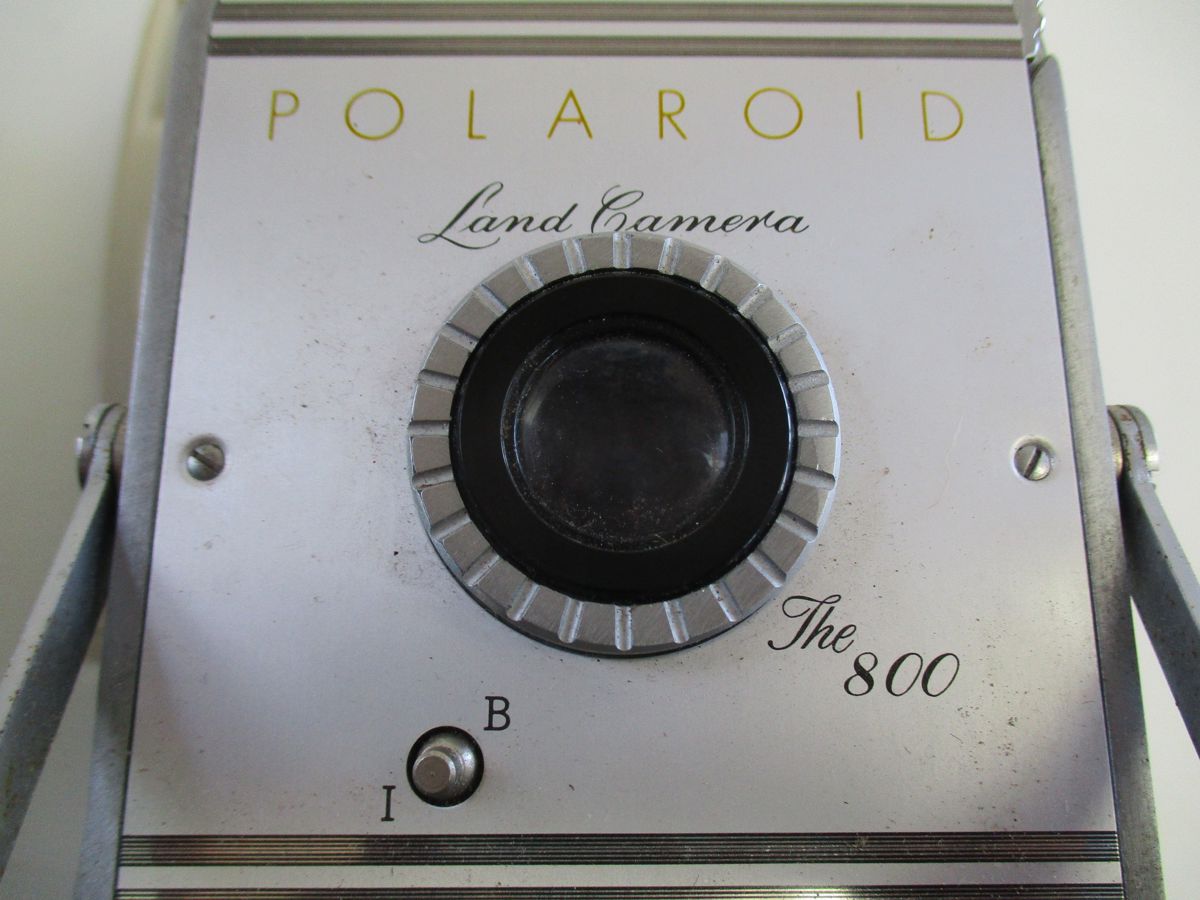 POLAROID
Land Camera
The
800
B
I